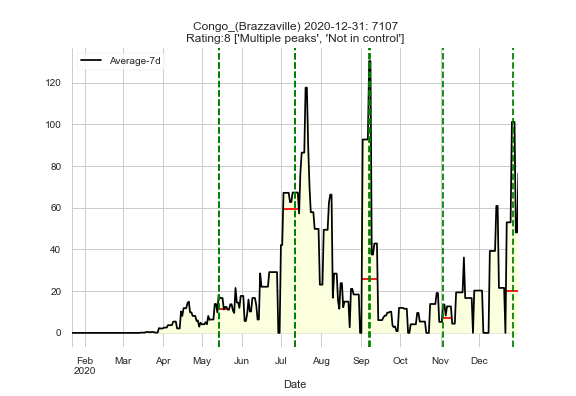 Congo_(Brazzaville) 2020-12-31: 7107
Rating:8 ['Multiple peaks', 'Not in control']
Average-7d
120
100
80
60
40
20
0
Feb Mar Apr May Jun Jul Aug Sep Oct Nov Dec
2020
Date